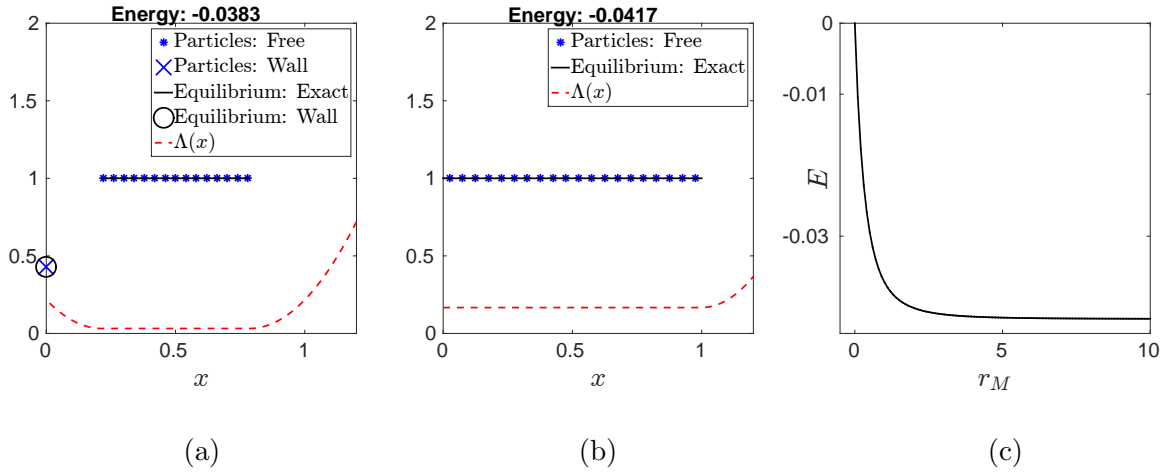 Energy: -0.0383
2
1.5
1
0.5
0
0 0.5 1
x
Particles: Free
Particles: Wall
Equilibrium: Exact
Equilibrium: Wall
Λ(x)
(a)
Energy: -0.0417
2
1.5
1
0.5
0
0 0.5 1
x
Particles: Free
Equilibrium: Exact
Λ(x)
(b)
0
-0.01
-0.03
E
0 5 10
r_M
(c)